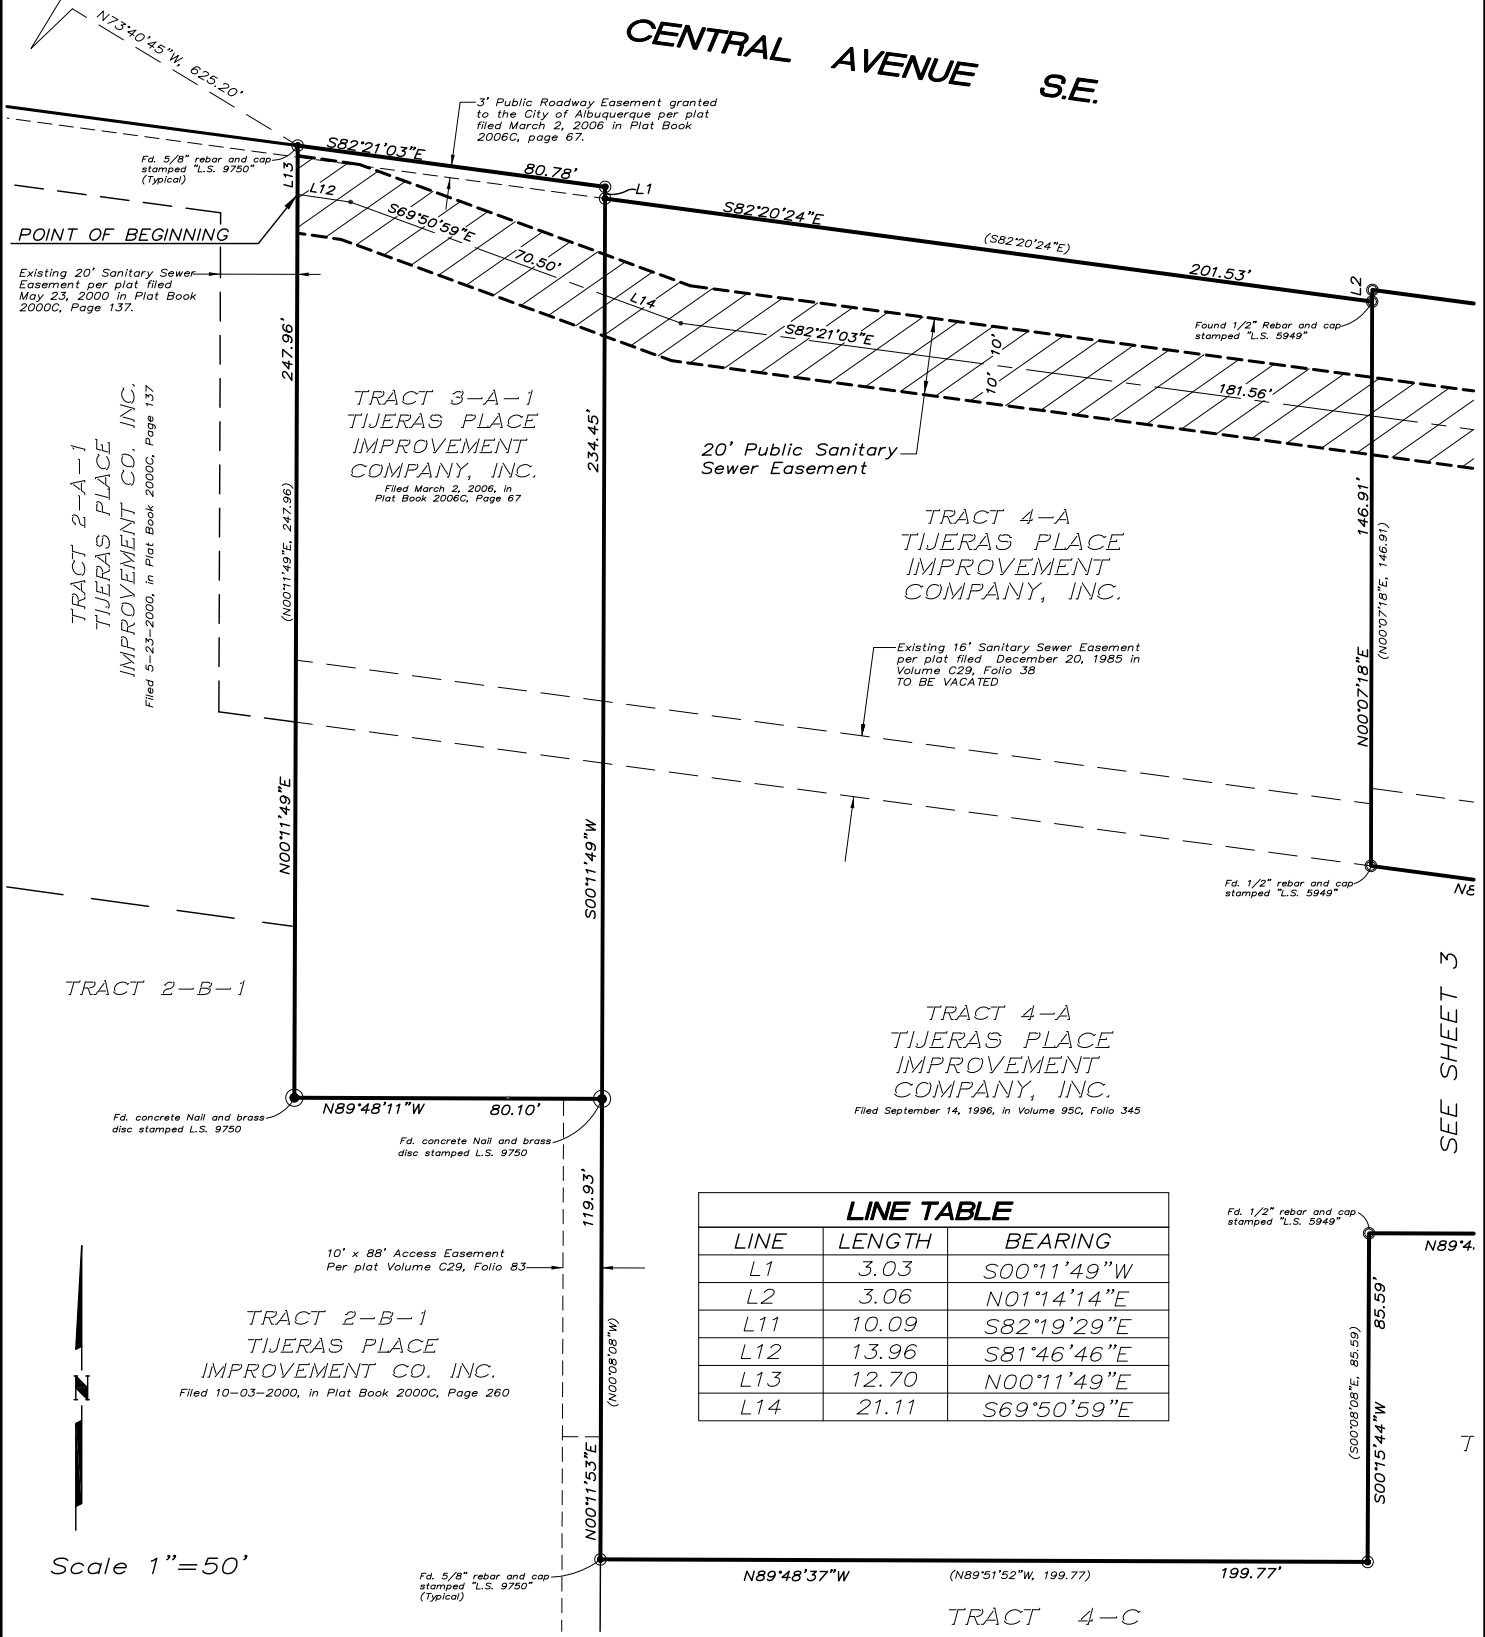 CENTRAL AVENUE S.E.
N73°40'45"W, 625.20'
3' Public Roadway Easement granted
to the City of Albuquerque per plat
filed March 2, 2006 in Plat Book
2006C, page 67.
Fd. 5/8" rebar and cap
stamped "L.S. 9750"
(Typical)
S82°21'03"E
80.78'
L13
L12
L1
S69°50'59"E
70.50'
L14
S82°20'24"E
(S82°20'24"E)
201.53'
L2
POINT OF BEGINNING
Existing 20' Sanitary Sewer
Easement per plat filed
May 23, 2000 in Plat Book
2000C, Page 137.
Found 1/2" Rebar and cap
stamped "L.S. 5949"
S82°21'03"E
10'
10'
181.56'
20' Public Sanitary
Sewer Easement
247.96'
(N00°11'49"E, 247.96)
N00°11'49"E
TRACT 3-A-1
TIJERAS PLACE
IMPROVEMENT
COMPANY, INC.
Filed March 2, 2006, in
Plat Book 2006C, Page 67
234.45'
S00°11'49"W
TRACT 2-A-1
TIJERAS PLACE
IMPROVEMENT CO. INC.
Filed 5-23-2000, in Plat Book 2000C, Page 137
TRACT 4-A
TIJERAS PLACE
IMPROVEMENT
COMPANY, INC.
146.91'
(N00°07'18"E, 146.91)
N00°07'18"E
Existing 16' Sanitary Sewer Easement
per plat filed December 20, 1985 in
Volume C29, Folio 38
TO BE VACATED
Fd. 1/2" rebar and cap
stamped "L.S. 5949"
N8
TRACT 2-B-1
TRACT 4-A
TIJERAS PLACE
IMPROVEMENT
COMPANY, INC.
Filed September 14, 1996, in Volume 95C, Folio 345
SEE SHEET 3
N89°48'11"W
80.10'
Fd. concrete Nail and brass
disc stamped L.S. 9750
Fd. concrete Nail and brass
disc stamped L.S. 9750
119.93'
(N00°08'08"W)
N00°11'53"E
10' x 88' Access Easement
Per plat Volume C29, Folio 83
TRACT 2-B-1
TIJERAS PLACE
IMPROVEMENT CO. INC.
Filed 10-03-2000, in Plat Book 2000C, Page 260
LINE TABLE
LINE LENGTH BEARING
L1 3.03 S00°11'49"W
L2 3.06 N01°14'14"E
L11 10.09 S82°19'29"E
L12 13.96 S81°46'46"E
L13 12.70 N00°11'49"E
L14 21.11 S69°50'59"E
Fd. 1/2" rebar and cap
stamped "L.S. 5949"
N89°4
85.59'
(S00°08'08"E, 85.59)
S00°15'44"W
T
N
Scale 1"=50'
Fd. 5/8" rebar and cap
stamped "L.S. 9750"
(Typical)
N89°48'37"W
(N89°51'52"W, 199.77)
199.77'
TRACT 4-C